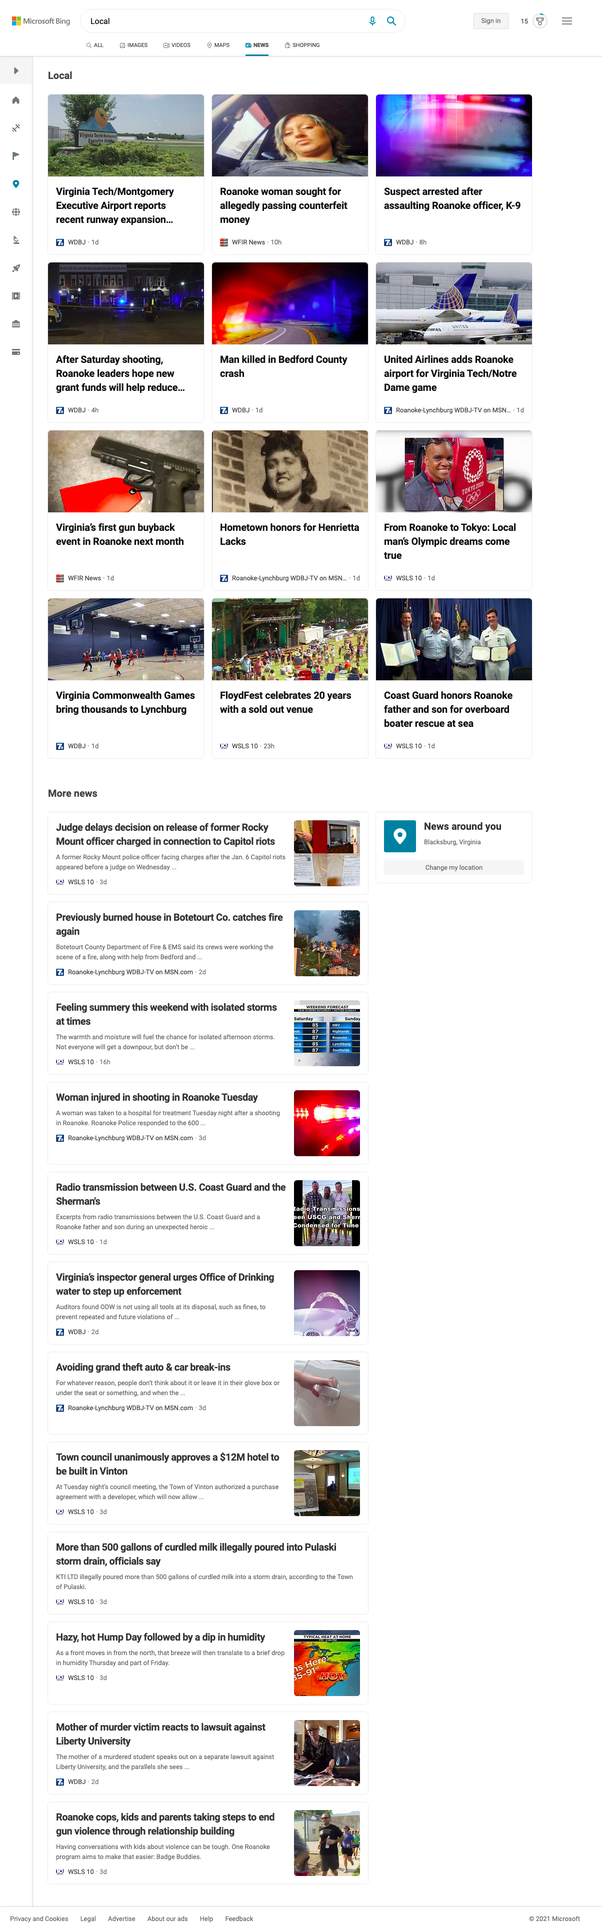 Microsoft Bing
Local
Sign in
15
ALL
IMAGES
VIDEOS
MAPS
NEWS
SHOPPING
Local
Virginia Tech/Montgomery
Executive Airport reports
recent runway expansion...
WDBJ · 1d
Roanoke woman sought for
allegedly passing counterfeit
money
WFIR News · 10h
Suspect arrested after
assaulting Roanoke officer, K-9
WDBJ · 8h
After Saturday shooting,
Roanoke leaders hope new
grant funds will help reduce...
WDBJ · 4h
Man killed in Bedford County
crash
WDBJ · 1d
UNITED
United Airlines adds Roanoke
airport for Virginia Tech/Notre
Dame game
Roanoke-Lynchburg WDBJ-TV on MSN... · 1d
Virginia's first gun buyback
event in Roanoke next month
WFIR News · 1d
Hometown honors for Henrietta
Lacks
Roanoke-Lynchburg WDBJ-TV on MSN... · 1d
TOKYO 2020
From Roanoke to Tokyo: Local
man's Olympic dreams come
true
WSLS 10 · 1d
Virginia Commonwealth Games
bring thousands to Lynchburg
WDBJ · 1d
FloydFest celebrates 20 years
with a sold out venue
WSLS 10 · 23h
Coast Guard honors Roanoke
father and son for overboard
boater rescue at sea
WSLS 10 · 1d
More news
Judge delays decision on release of former Rocky
Mount officer charged in connection to Capitol riots
A former Rocky Mount police officer facing charges after the Jan. 6 Capitol riots
appeared before a judge on Wednesday ...
WSLS 10 · 3d
News around you
Blacksburg, Virginia
Change my location
Previously burned house in Botetourt Co. catches fire
again
Botetourt County Department of Fire & EMS said its crews were working the
scene of a fire, along with help from Bedford and ...
Roanoke-Lynchburg WDBJ-TV on MSN.com · 2d
Feeling summery this weekend with isolated storms
at times
The warmth and moisture will fuel the chance for isolated afternoon storms.
Not everyone will get a downpour, but don't be ...
WSLS 10 · 16h
WEEKEND FORECAST
Saturday
Sunday
85
87
87
85
Woman injured in shooting in Roanoke Tuesday
A woman was taken to a hospital for treatment Tuesday night after a shooting
in Roanoke. Roanoke Police responded to the 600 ...
Roanoke-Lynchburg WDBJ-TV on MSN.com · 3d
Radio transmission between U.S. Coast Guard and the
Sherman's
Excerpts from radio transmissions between the U.S. Coast Guard and a
Roanoke father and son during an unexpected heroic ...
WSLS 10 · 1d
Radio Transmissions
een USCG and Sherm
Condensed for Time
Virginia's inspector general urges Office of Drinking
water to step up enforcement
Auditors found ODW is not using all tools at its disposal, such as fines, to
prevent repeated and future violations of ...
WDBJ · 2d
Avoiding grand theft auto & car break-ins
For whatever reason, people don't think about it or leave it in their glove box or
under the seat or something, and when the ...
Roanoke-Lynchburg WDBJ-TV on MSN.com · 3d
Town council unanimously approves a $12M hotel to
be built in Vinton
At Tuesday night's council meeting, the Town of Vinton authorized a purchase
agreement with a developer, which will now allow ...
WSLS 10 · 3d
More than 500 gallons of curdled milk illegally poured into Pulaski
storm drain, officials say
KTI LTD illegally poured more than 500 gallons of curdled milk into a storm drain, according to the Town
of Pulaski.
WSLS 10 · 3d
Hazy, hot Hump Day followed by a dip in humidity
As a front moves in from the north, that breeze will then translate to a brief drop
in humidity Thursday and part of Friday.
WSLS 10 · 3d
TYPICAL HEAT AT HOME
ns Here
85-91°
HOT
Mother of murder victim reacts to lawsuit against
Liberty University
The mother of a murdered student speaks out on a separate lawsuit against
Liberty University, and the parallels she sees ...
WDBJ · 2d
Roanoke cops, kids and parents taking steps to end
gun violence through relationship building
Having conversations with kids about violence can be tough. One Roanoke
program aims to make that easier: Badge Buddies.
WSLS 10 · 3d
Privacy and Cookies
Legal
Advertise
About our ads
Help
Feedback
© 2021 Microsoft